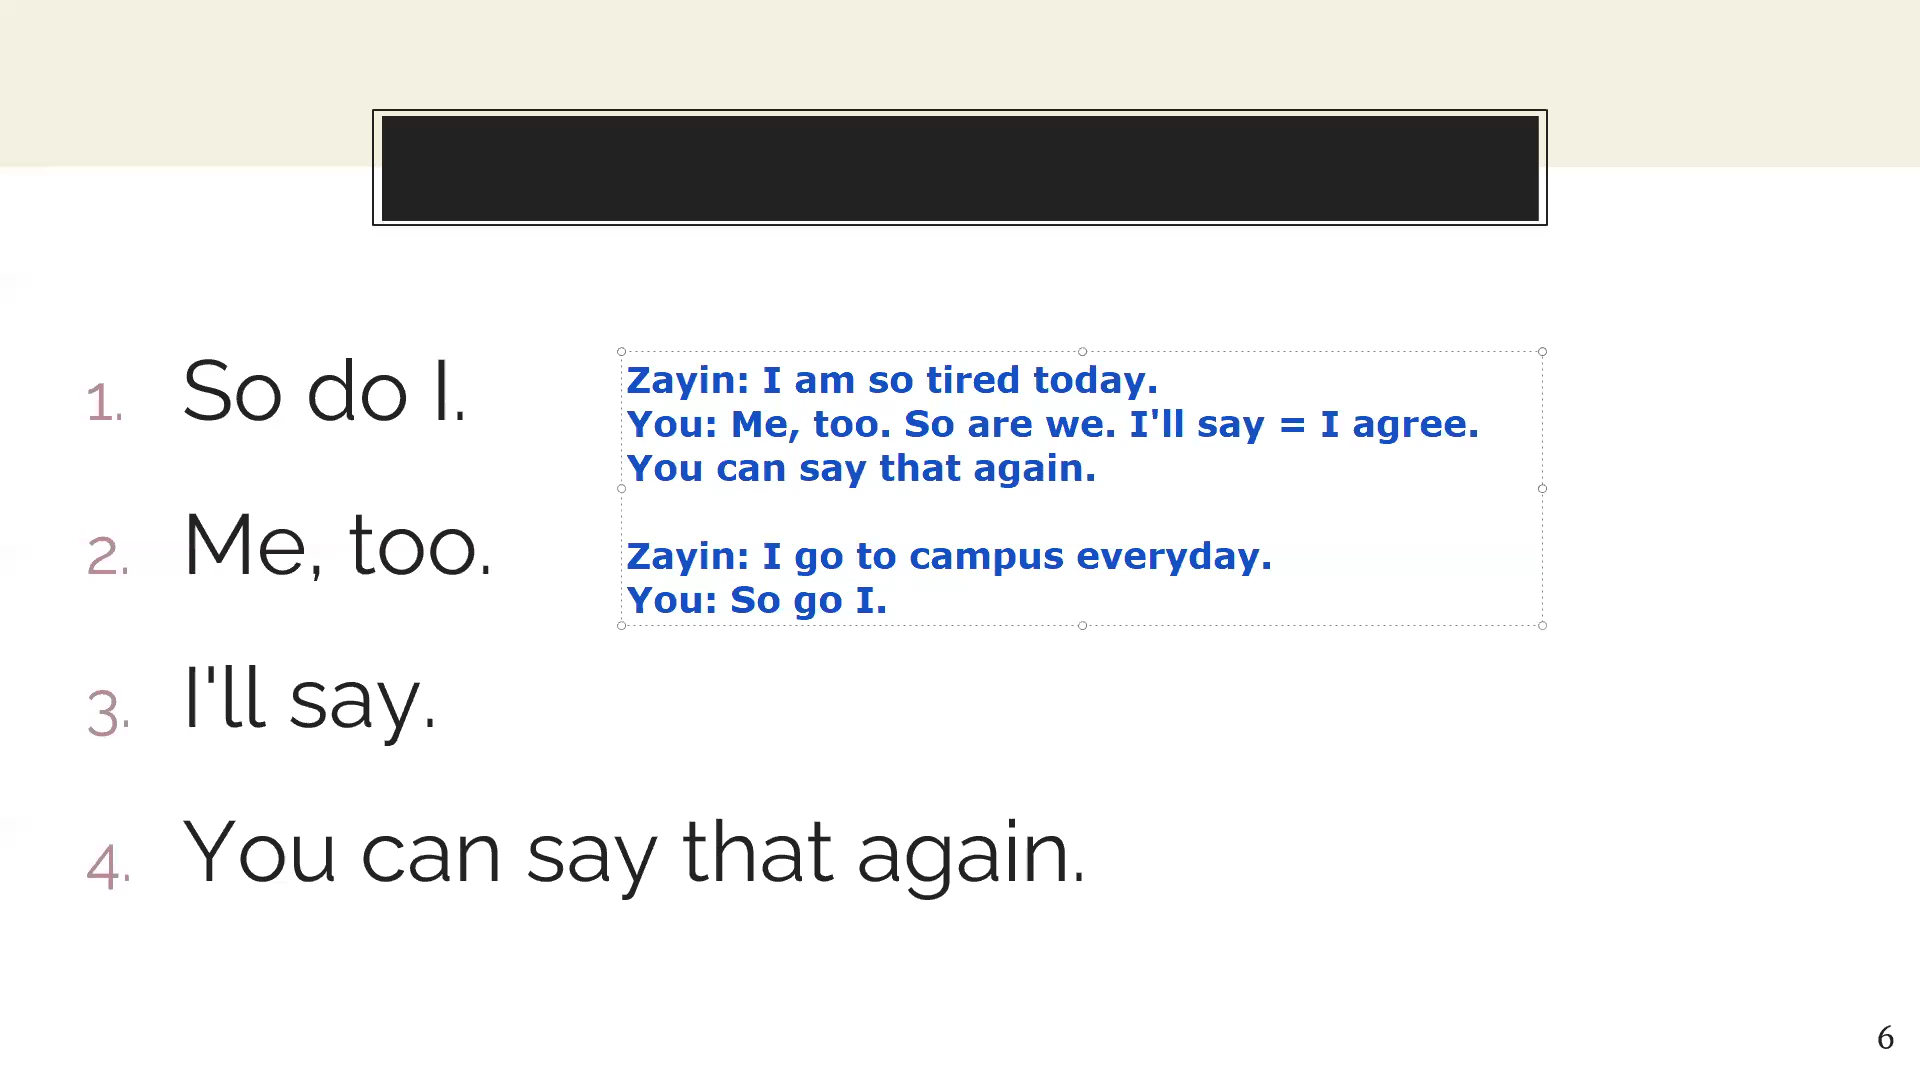 1. So do I.
2. Me, too.
3. I'll say.
4. You can say that again.
Zayin: I am so tired today.
You: Me, too. So are we. I'll say = I agree.
You can say that again.
Zayin: I go to campus everyday.
You: So go I.
6